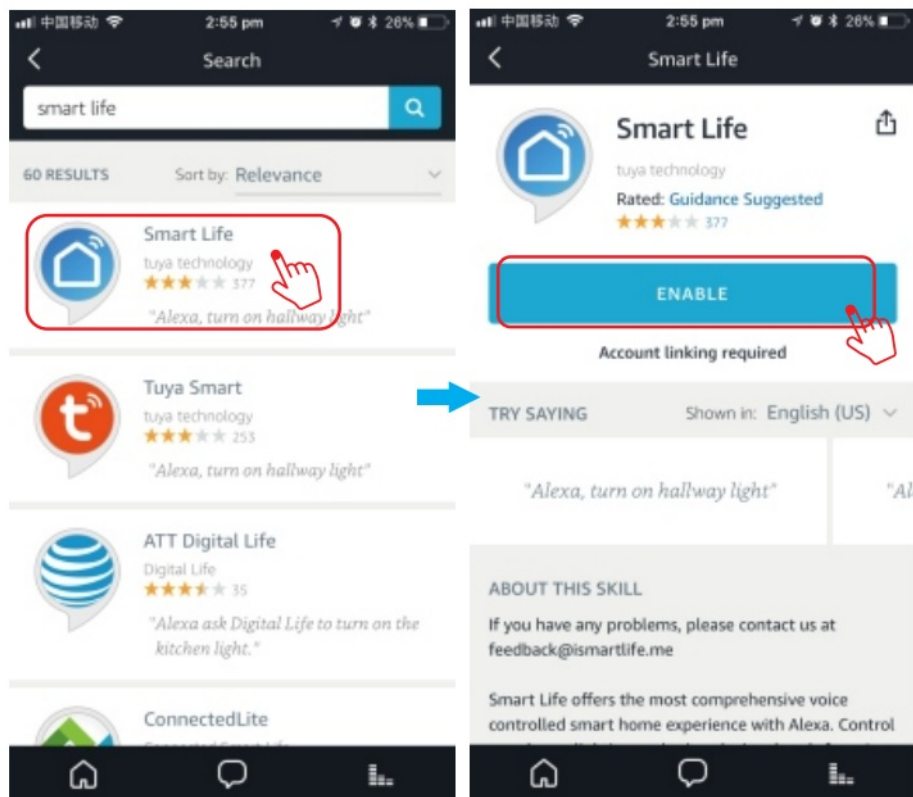 中国移动 2:55 pm 26%
Search
smart life
60 RESULTS Sort by: Relevance
Smart Life
tuya technology
377
"Alexa, turn on hallway light"
Tuya Smart
tuya technology
253
"Alexa, turn on hallway light"
ATT Digital Life
Digital Life
35
"Alexa ask Digital Life to turn on the
kitchen light."
ConnectedLite
中国移动 2:55 pm 26%
Smart Life
Smart Life
tuya technology
Rated: Guidance Suggested
377
ENABLE
Account linking required
TRY SAYING Shown in: English (US)
"Alexa, turn on hallway light" "Al
ABOUT THIS SKILL
If you have any problems, please contact us at
feedback@ismartlife.me
Smart Life offers the most comprehensive voice
controlled smart home experience with Alexa. Control